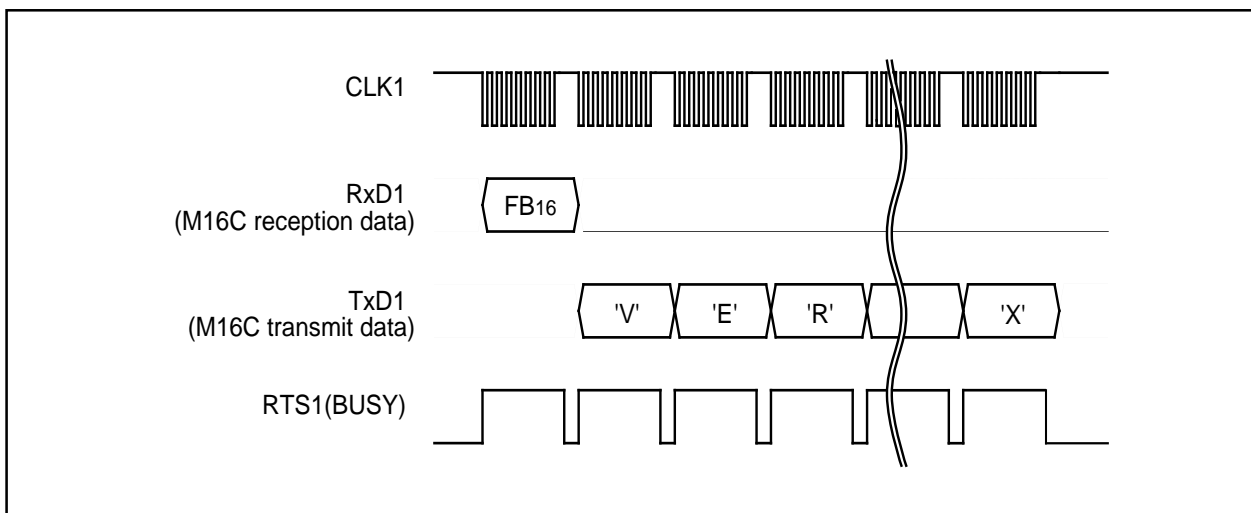 CLK1
RxD1
(M16C reception data)
FB16
TxD1
(M16C transmit data)
'V' 'E' 'R' 'X'
RTS1(BUSY)